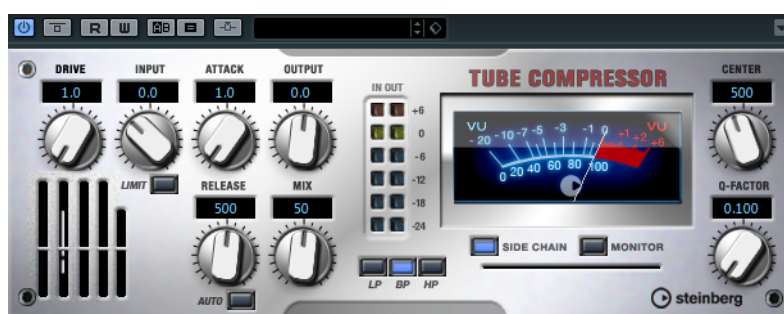 R W AB
DRIVE INPUT ATTACK OUTPUT
1.0 0.0 1.0 0.0
LIMIT
RELEASE MIX
500 50
AUTO
IN OUT
+6
0
-6
-12
-18
-24
LP BP HP
TUBE COMPRESSOR
VU VU
- 20 -10 -7 -5 -3 -1 0 +1 +2 +6
0 20 40 60 80 100
SIDE CHAIN MONITOR
CENTER
500
Q-FACTOR
0.100
steinberg